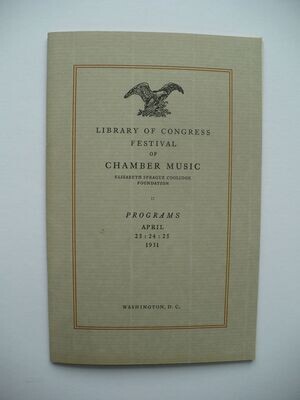 LIBRARY OF CONGRESS
FESTIVAL
OF
CHAMBER MUSIC
ELIZABETH SPRAGUE COOLIDGE
FOUNDATION
PROGRAMS
APRIL
23 : 24 : 25
1931
WASHINGTON, D. C.